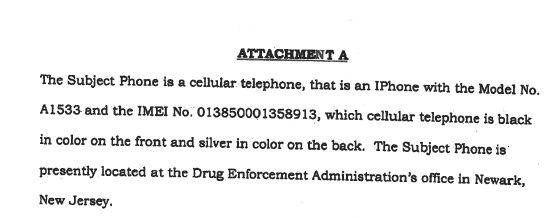 ATTACHMENT A
The Subject Phone is a cellular telephone, that is an IPhone with the Model No.
A1533 and the IMEI No. 013850001358913, which cellular telephone is black
in color on the front and silver in color on the back. The Subject Phone is
presently located at the Drug Enforcement Administration's office in Newark,
New Jersey.